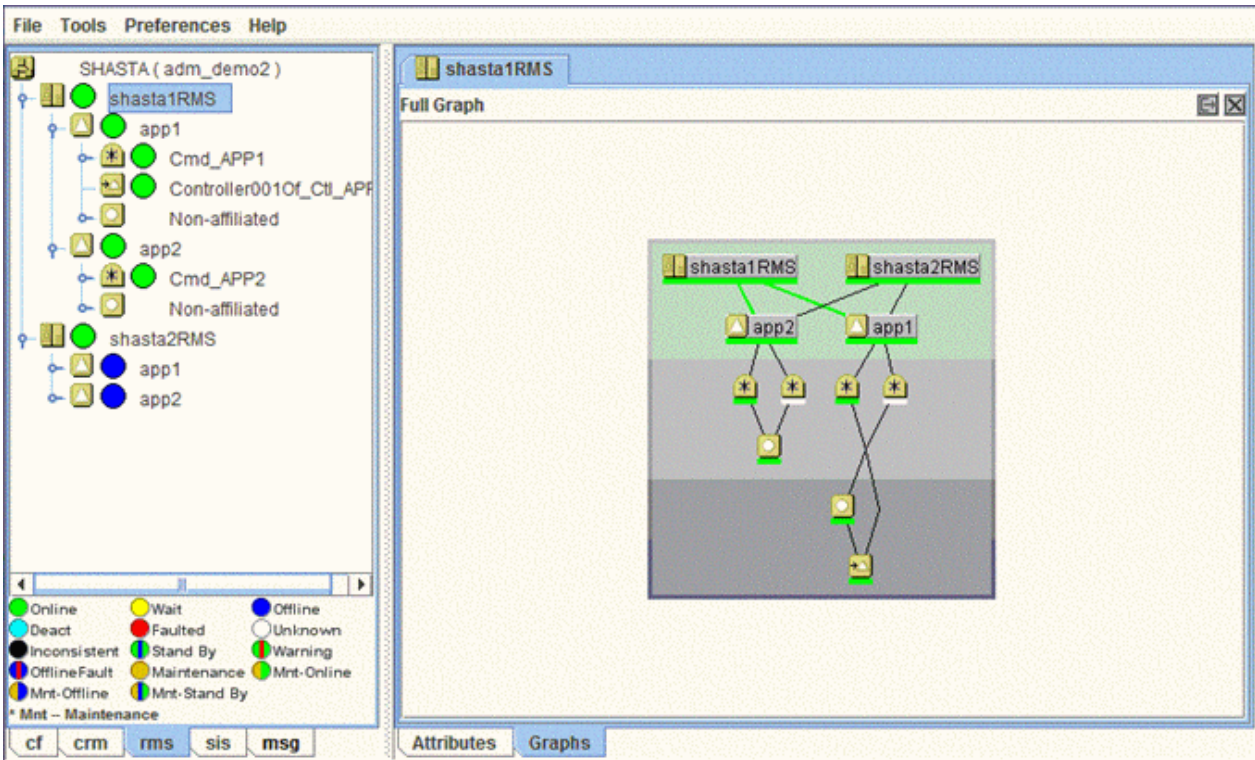 File Tools Preferences Help
SHASTA ( adm_demo2 )
shasta1RMS
app1
Cmd_APP1
Controller001Of_Ctl_APP
Non-affiliated
app2
Cmd_APP2
Non-affiliated
shasta2RMS
app1
app2
Online Wait Offline
Deact Faulted Unknown
Inconsistent Stand By Warning
OfflineFault Maintenance Mnt-Online
Mnt-Offline Mnt-Stand By
* Mnt -- Maintenance
cf crm rms sis msg
shasta1RMS
Full Graph
shasta1RMS shasta2RMS
app2 app1
Attributes Graphs